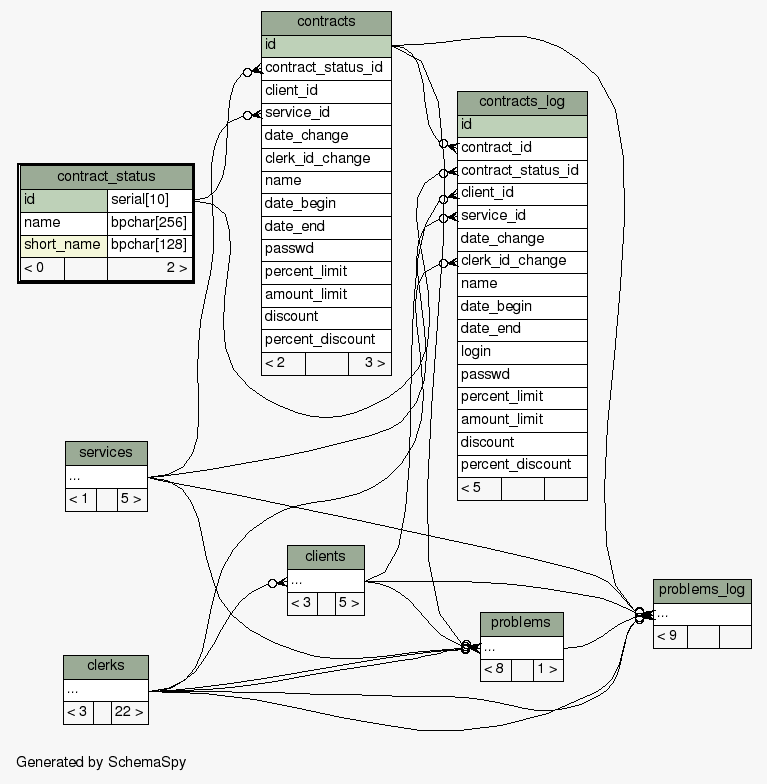 contracts
id
contract_status_id
client_id
service_id
date_change
clerk_id_change
name
date_begin
date_end
passwd
percent_limit
amount_limit
discount
percent_discount
< 2 3 >
contracts_log
id
contract_id
contract_status_id
client_id
service_id
date_change
clerk_id_change
name
date_begin
date_end
login
passwd
percent_limit
amount_limit
discount
percent_discount
< 5
contract_status
id serial[10]
name bpchar[256]
short_name bpchar[128]
< 0 2 >
services
...
< 1 5 >
clients
...
< 3 5 >
problems_log
...
< 9
problems
...
< 8 1 >
clerks
...
< 3 22 >
Generated by SchemaSpy